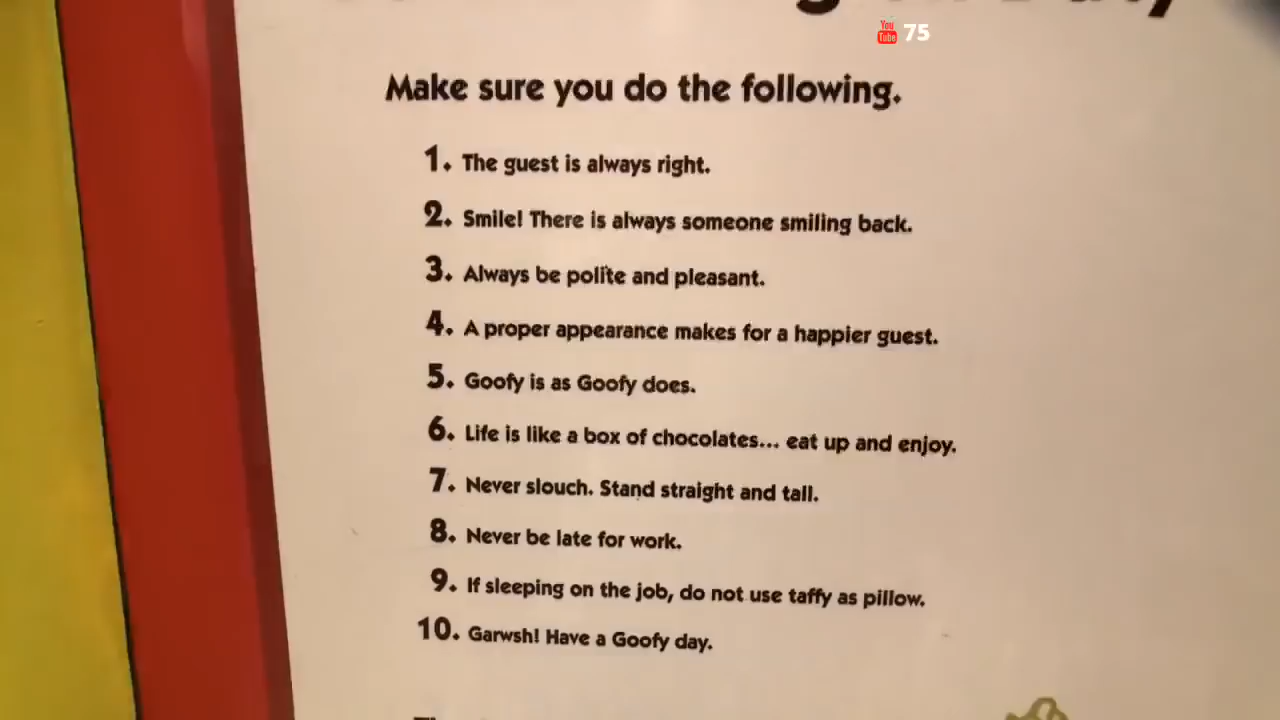 You
Tube 75
Make sure you do the following.
1. The guest is always right.
2. Smile! There is always someone smiling back.
3. Always be polite and pleasant.
4. A proper appearance makes for a happier guest.
5. Goofy is as Goofy does.
6. Life is like a box of chocolates... eat up and enjoy.
7. Never slouch. Stand straight and tall.
8. Never be late for work.
9. If sleeping on the job, do not use taffy as pillow.
10. Garwsh! Have a Goofy day.